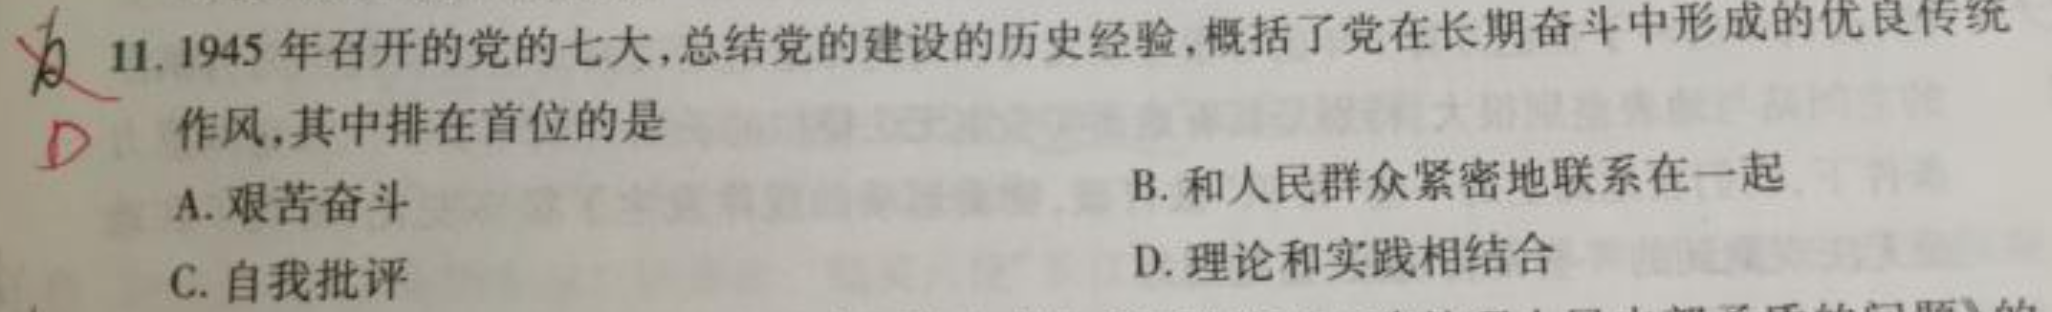 11. 1945 年召开的党的七大,总结党的建设的历史经验,概括了党在长期奋斗中形成的优良传统
D 作风,其中排在首位的是
A. 艰苦奋斗 B. 和人民群众紧密地联系在一起
C. 自我批评 D. 理论和实践相结合